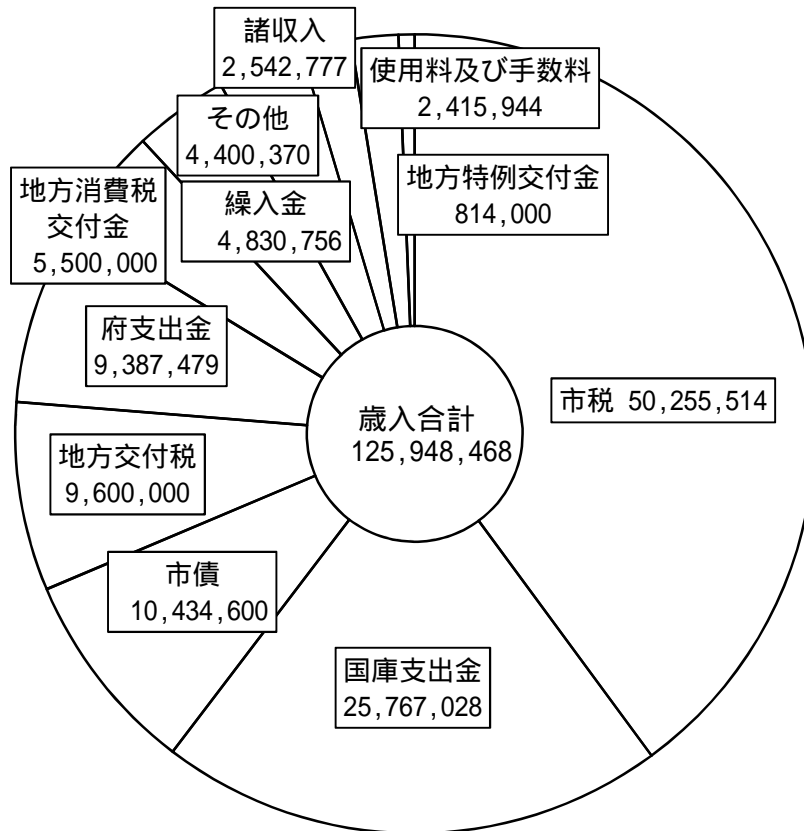 諸収入
2,542,777
使用料及び手数料
2,415,944
その他
4,400,370
地方特例交付金
814,000
地方消費税
交付金
5,500,000
繰入金
4,830,756
府支出金
9,387,479
市税 50,255,514
歳入合計
125,948,468
地方交付税
9,600,000
市債
10,434,600
国庫支出金
25,767,028